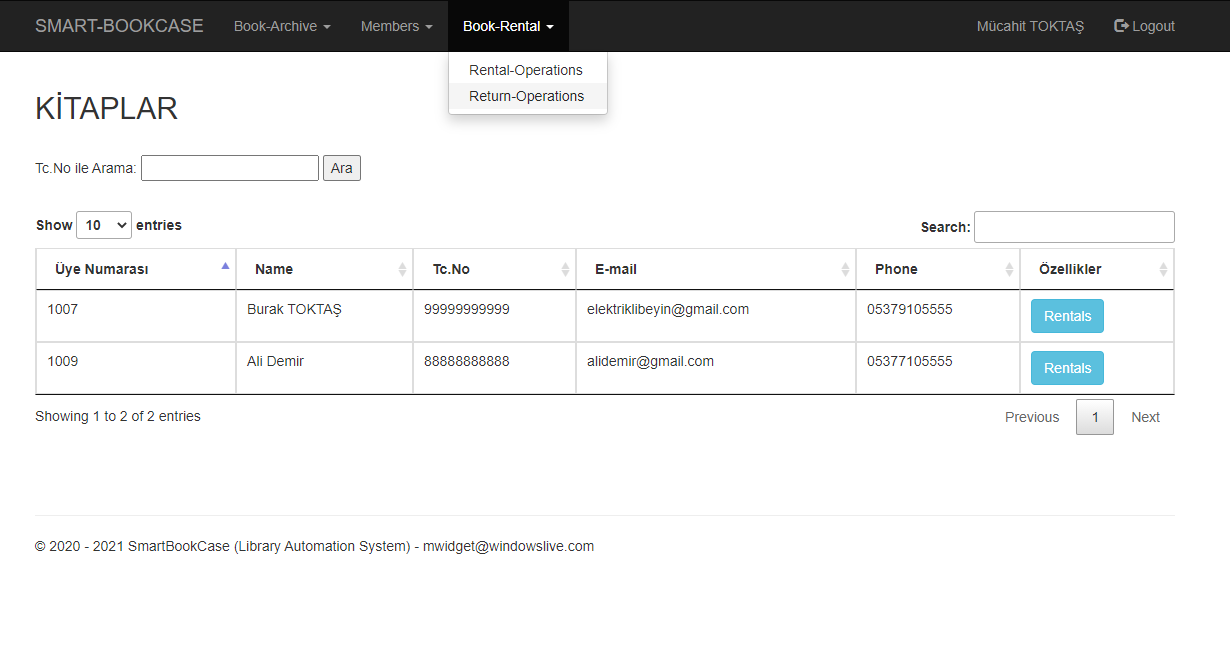 SMART-BOOKCASE Book-Archive Members Book-Rental Mücahit TOKTAŞ Logout
Rental-Operations
Return-Operations
KİTAPLAR
Tc.No ile Arama: Ara
Show 10 entries Search:
Üye Numarası Name Tc.No E-mail Phone Özellikler
1007 Burak TOKTAŞ 99999999999 elektriklibeyin@gmail.com 05379105555 Rentals
1009 Ali Demir 88888888888 alidemir@gmail.com 05377105555 Rentals
Showing 1 to 2 of 2 entries Previous 1 Next
© 2020 - 2021 SmartBookCase (Library Automation System) - mwidget@windowslive.com